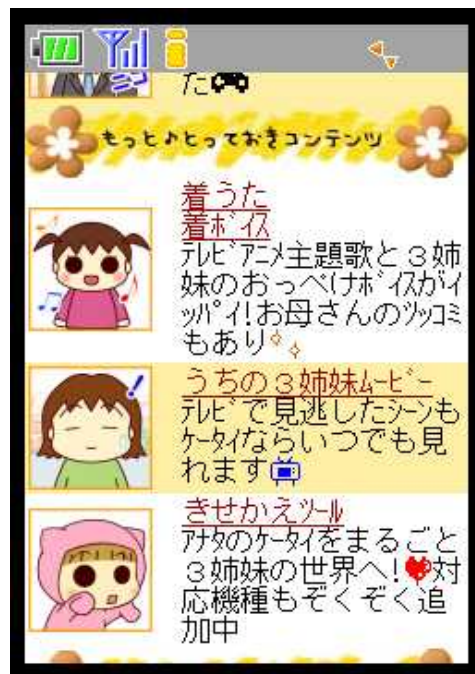 た🎮
もっと♪とっておきコンテンツ
着うた
着ﾎﾞｲｽ
ﾃﾚﾋﾞｱﾆﾒ主題歌と３姉
妹のおっぺけﾎﾞｲｽがｲ
ｯﾊﾟｲ!お母さんのﾂｯｺﾐ
もあり
うちの３姉妹ﾑｰﾋﾞｰ
ﾃﾚﾋﾞで見逃したｼｰﾝも
ｹｰﾀｲならいつでも見
れます📺
きせかえﾂｰﾙ
ｱﾅﾀのｹｰﾀｲをまるごと
３姉妹の世界へ!❤対
応機種もぞくぞく追
加中